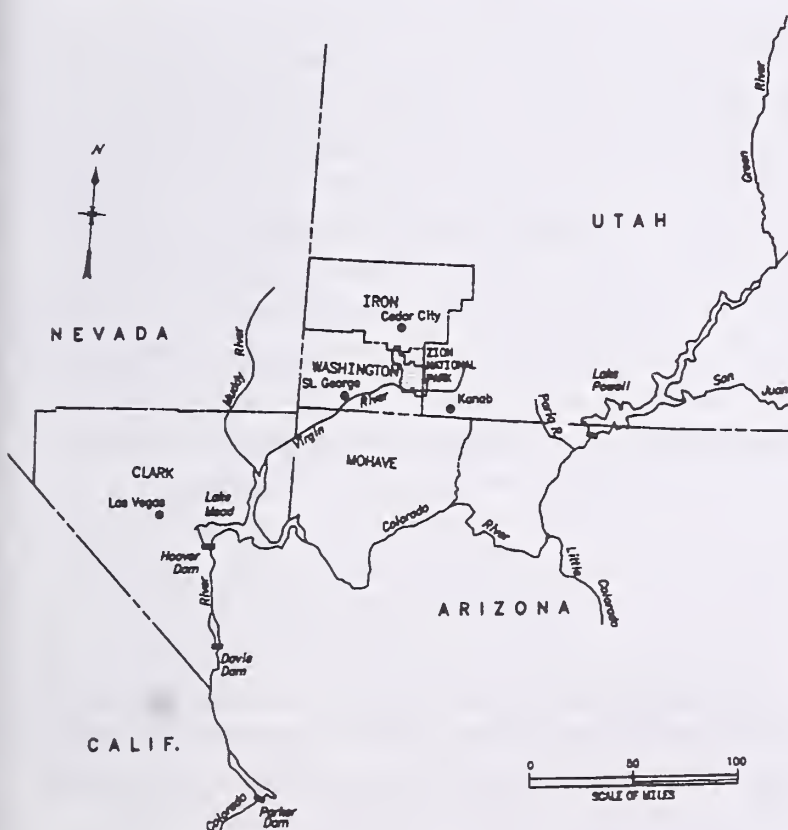 Green River
N
UTAH
IRON
Cedar City
NEVADA
Muddy River
ZION
NATIONAL
PARK
WASHINGTON
St. George
Lake
Powell
San Juan
Kanab
Paria R.
Virgin River
MOHAVE
CLARK
Las Vegas
Lake
Mead
Colorado River
Hoover
Dam
River
Little Colorado
ARIZONA
Davis
Dam
CALIF.
0 50 100
SCALE OF MILES
Colorado
Parker
Dam